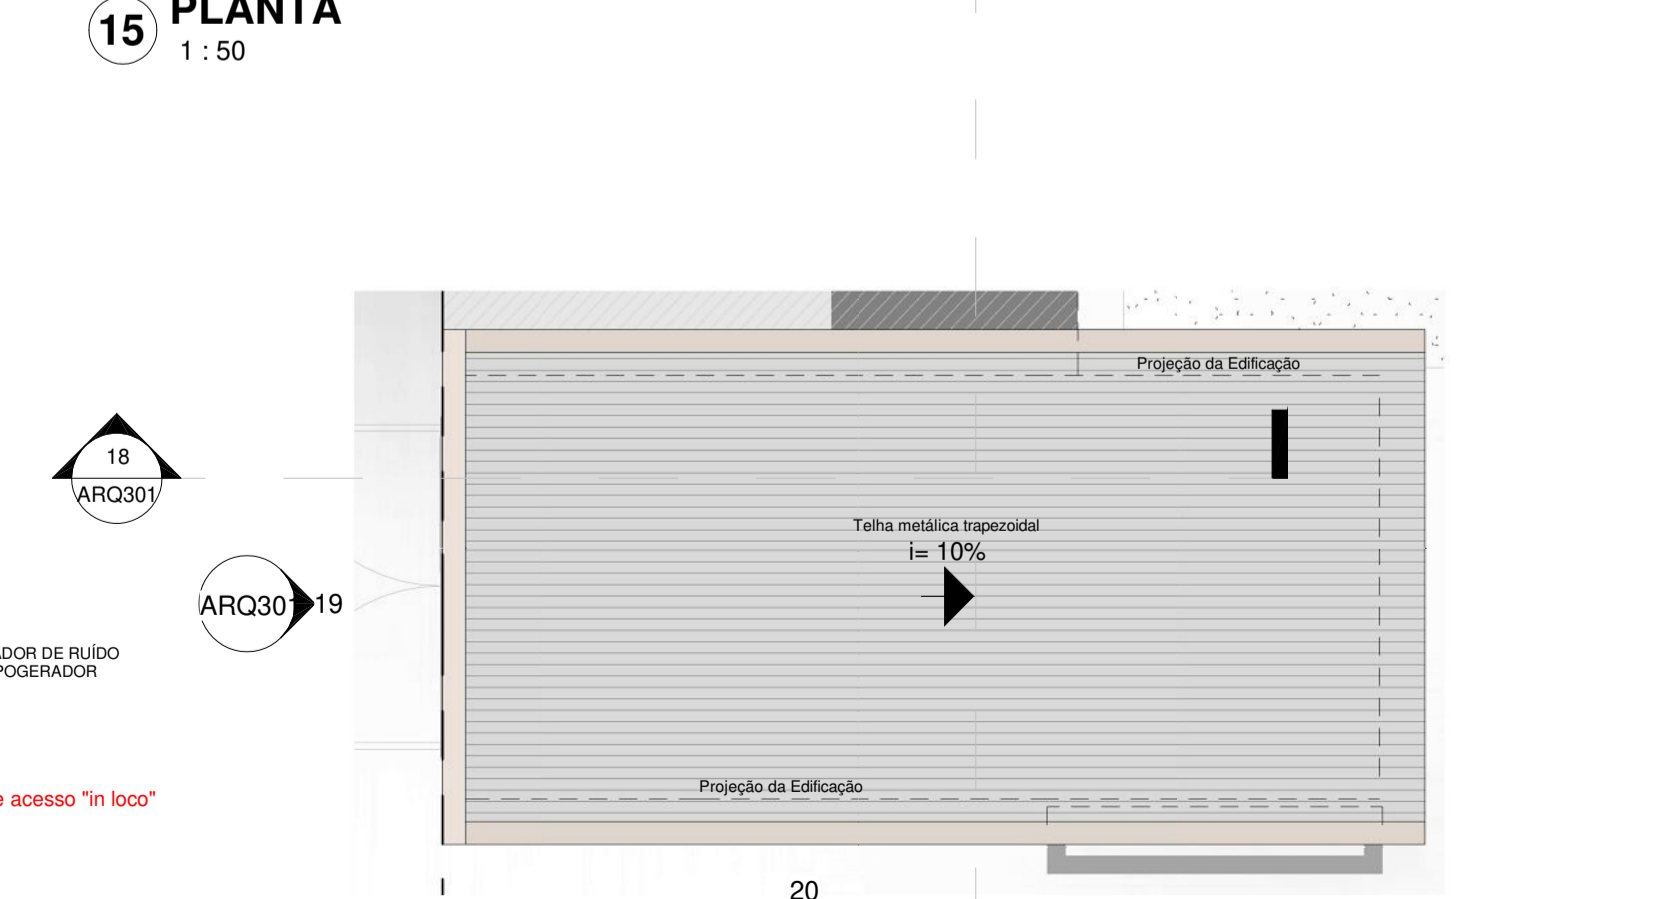 15 PLANTA
1 : 50
Projeção da Edificação
18
ARQ301
Telha metálica trapezoidal
i= 10%
ARQ301 19
ADOR DE RUÍDO
POGERADOR
Projeção da Edificação
e acesso "in loco"
20